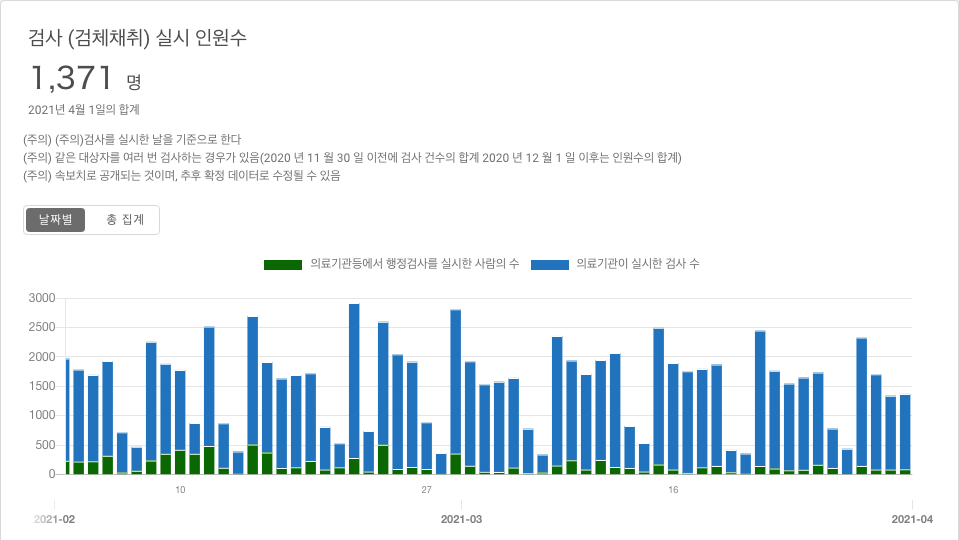 검사 (검체채취) 실시 인원수
1,371 명
2021년 4월 1일의 합계
(주의) (주의)검사를 실시한 날을 기준으로 한다
(주의) 같은 대상자를 여러 번 검사하는 경우가 있음(2020 년 11 월 30 일 이전에 검사 건수의 합계 2020 년 12 월 1 일 이후는 인원수의 합계)
(주의) 속보치로 공개되는 것이며, 추후 확정 데이터로 수정될 수 있음
날짜별 총 집계
의료기관등에서 행정검사를 실시한 사람의 수 의료기관이 실시한 검사 수
3000
2500
2000
1500
1000
500
0
10 27 16
2021-02 2021-03 2021-04